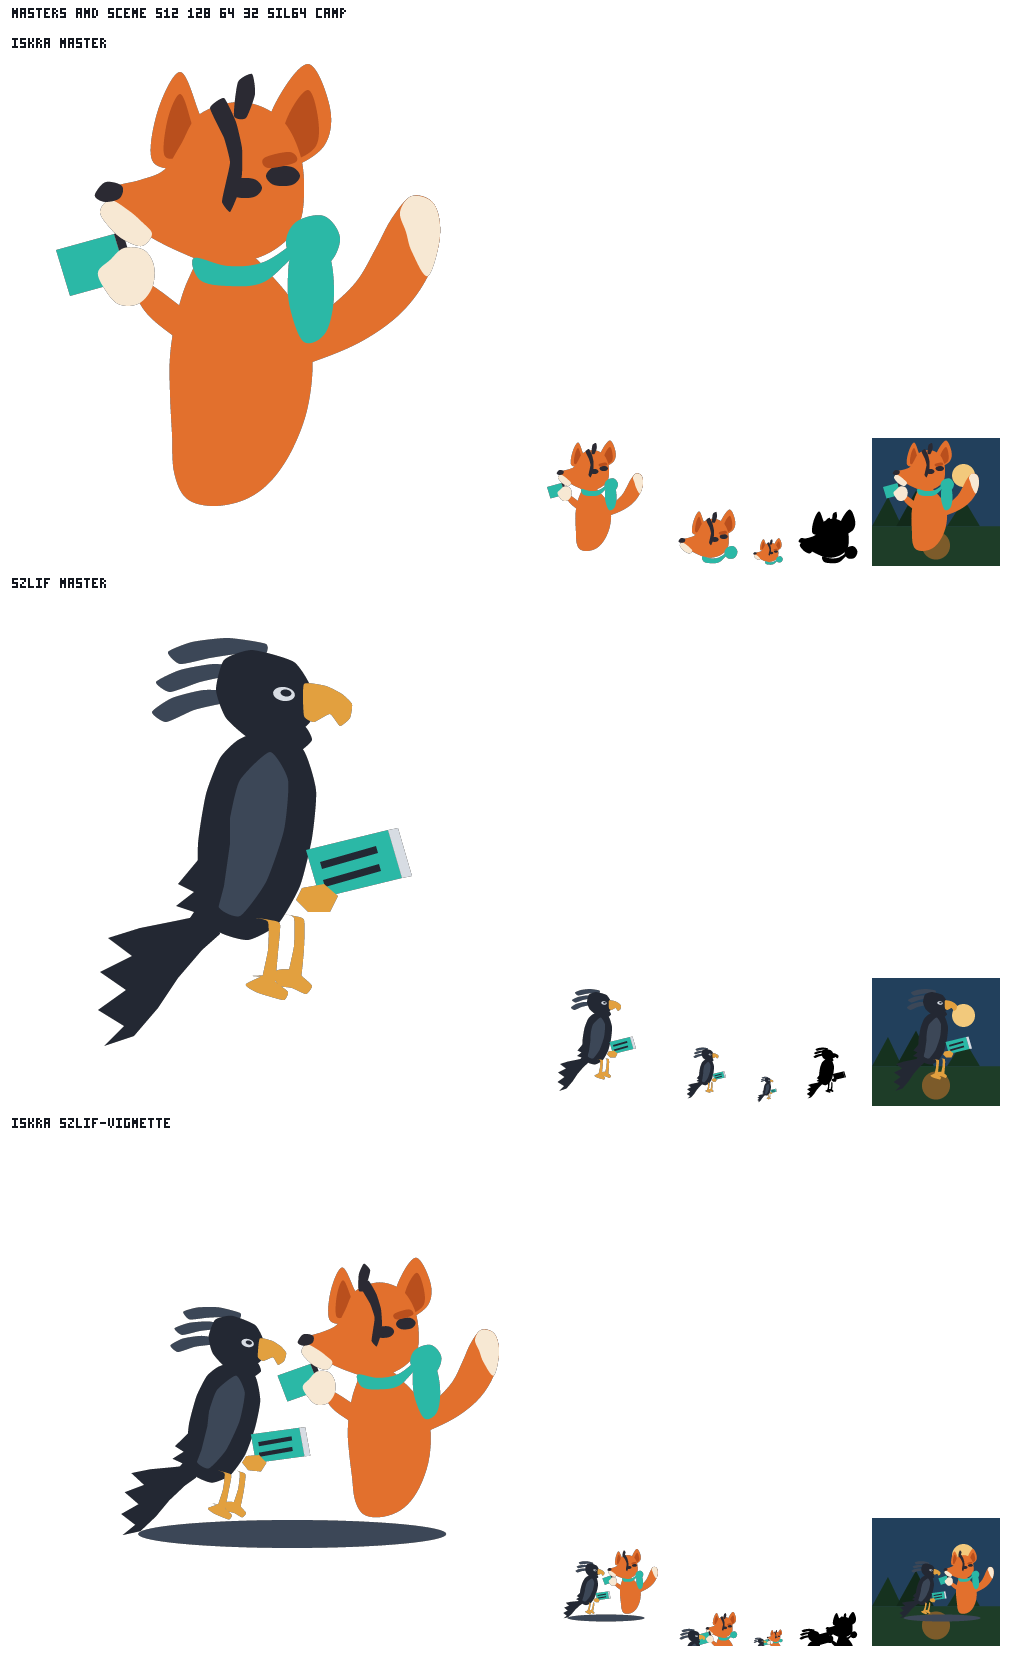 MASTERS AND SCENE 512 128 64 32 SIL64 CAMP
ISKRA MASTER
SZLIF MASTER
ISKRA SZLIF-VIGNETTE